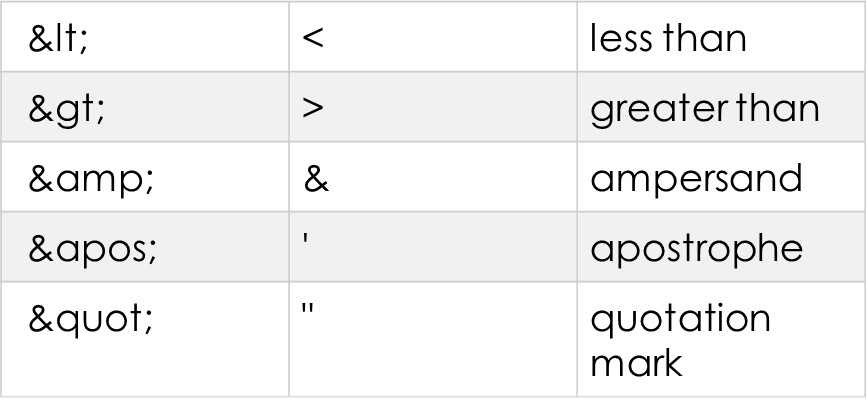 &lt; < less than
&gt; > greater than
&amp; & ampersand
&apos; ' apostrophe
&quot; " quotation
mark